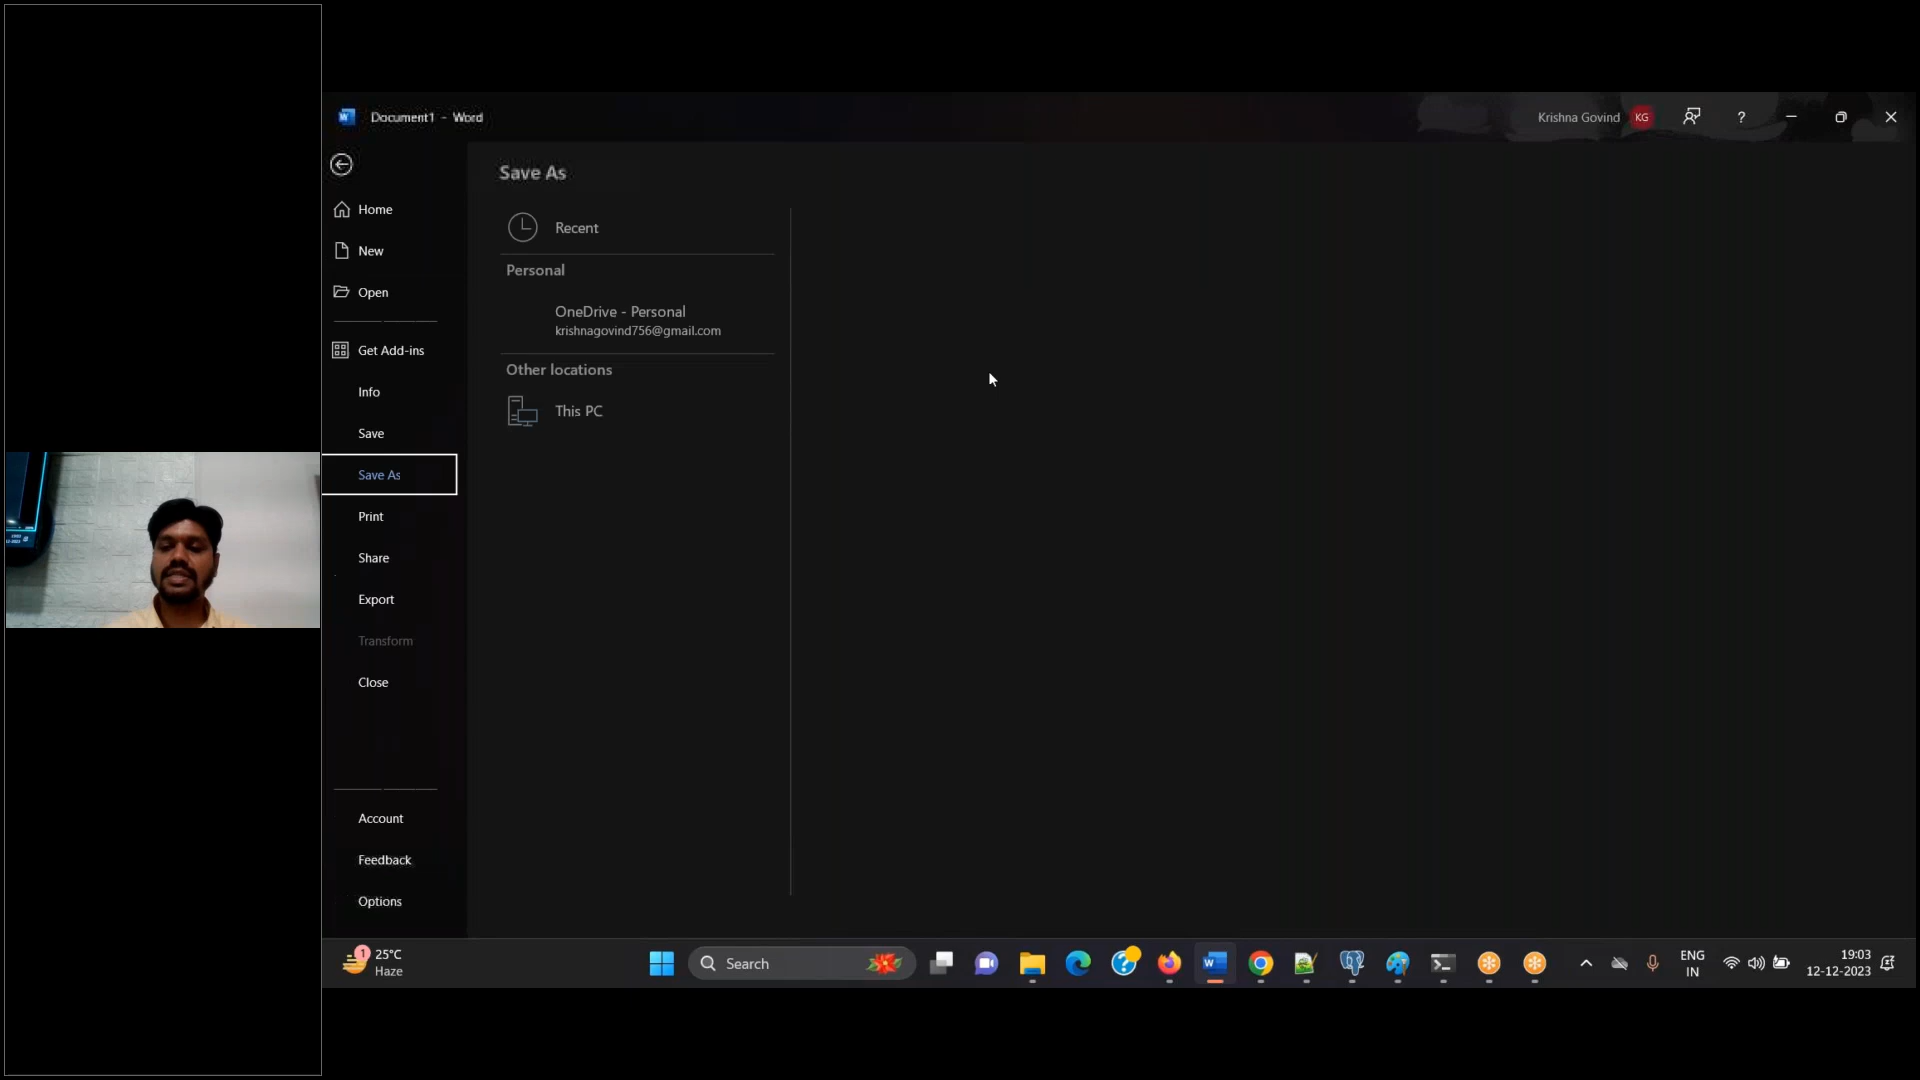 Document1 - Word
Krishna Govind
KG
?
Save As
Home
New
Open
Get Add-ins
Info
Save
Save As
Print
Share
Export
Transform
Close
Account
Feedback
Options
Recent
Personal
OneDrive - Personal
krishnagovind756@gmail.com
Other locations
This PC
1
25°C
Haze
Search
ENG
IN
19:03
12-12-2023